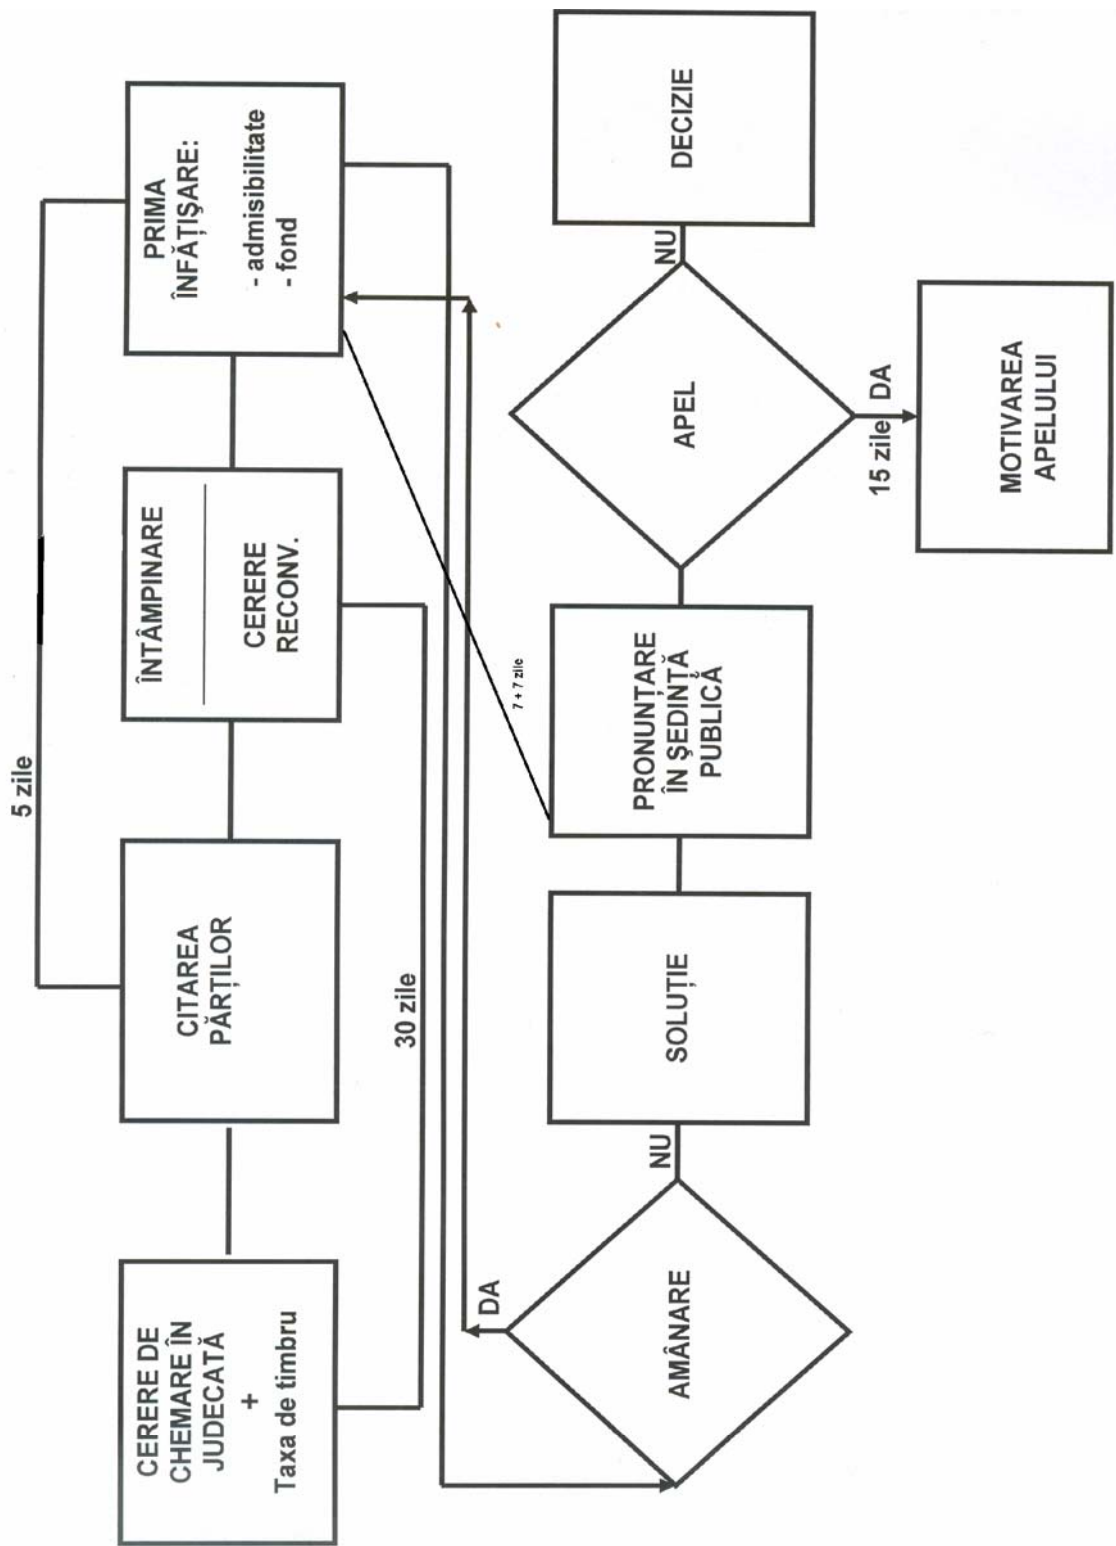 5 zile
CERERE DE
CHEMARE ÎN
JUDECATĂ
+
Taxa de timbru
CITAREA
PĂRȚILOR
ÎNTÂMPINARE
CERERE
RECONV.
PRIMA
ÎNFĂȚIȘARE:
- admisibilitate
- fond
30 zile
DA
7 + 7 zile
AMÂNARE
NU
SOLUȚIE
PRONUNȚARE
ÎN ȘEDINȚĂ
PUBLICĂ
APEL
NU
DECIZIE
15 zile
DA
MOTIVAREA
APELULUI